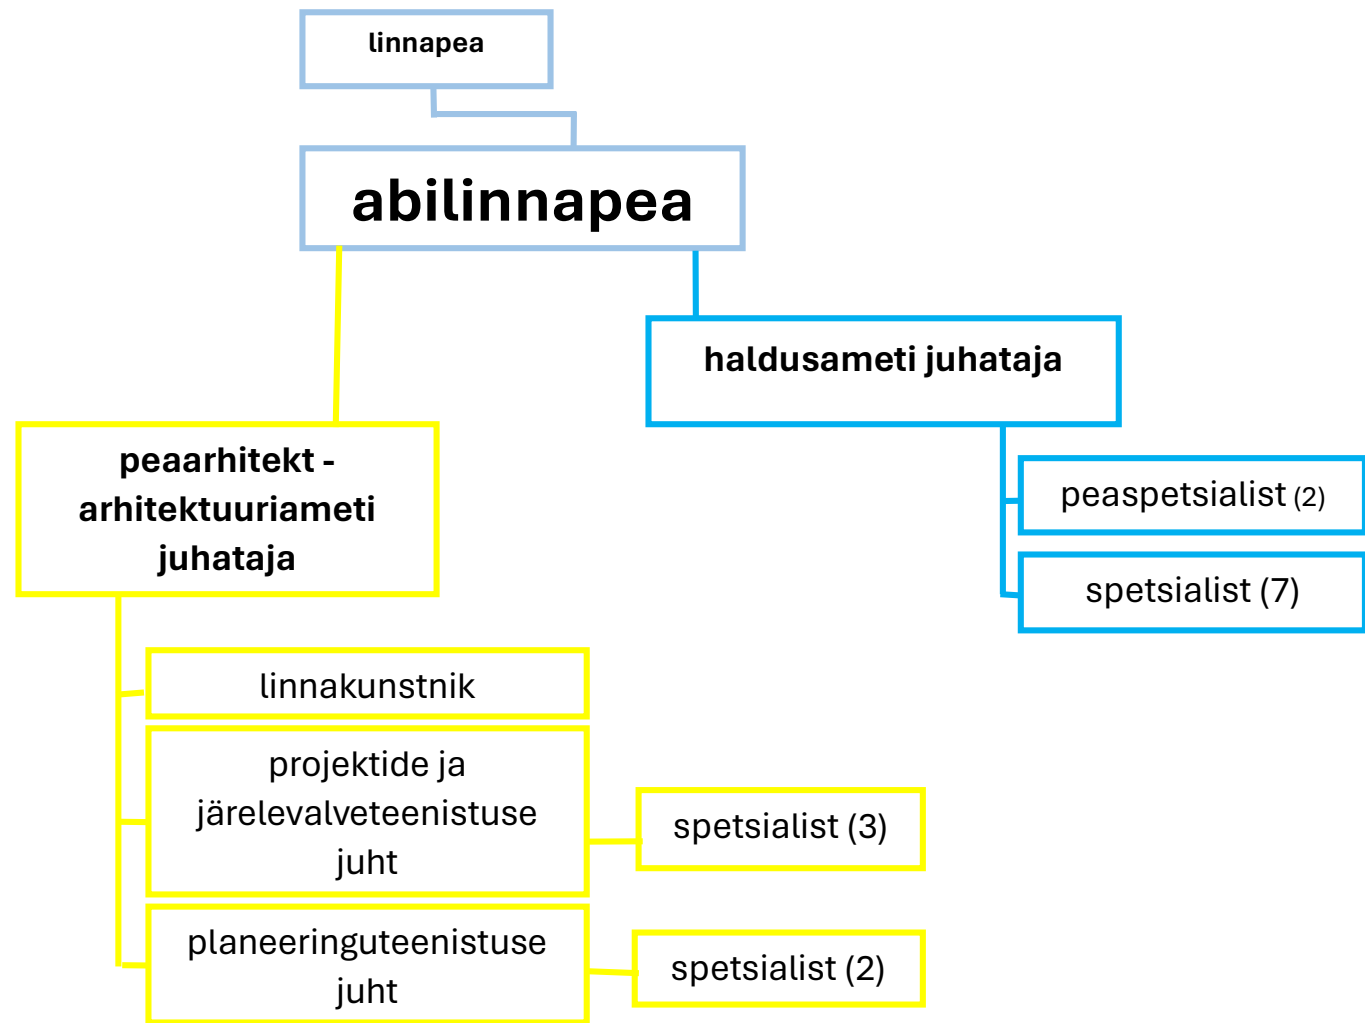 linnapea
abilinnapea
haldusameti juhataja
peaarhitekt -
arhitektuuriameti
juhataja
peaspetsialist (2)
spetsialist (7)
linnakunstnik
projektide ja
järelevalveteenistuse
juht
spetsialist (3)
planeeringuteenistuse
juht
spetsialist (2)